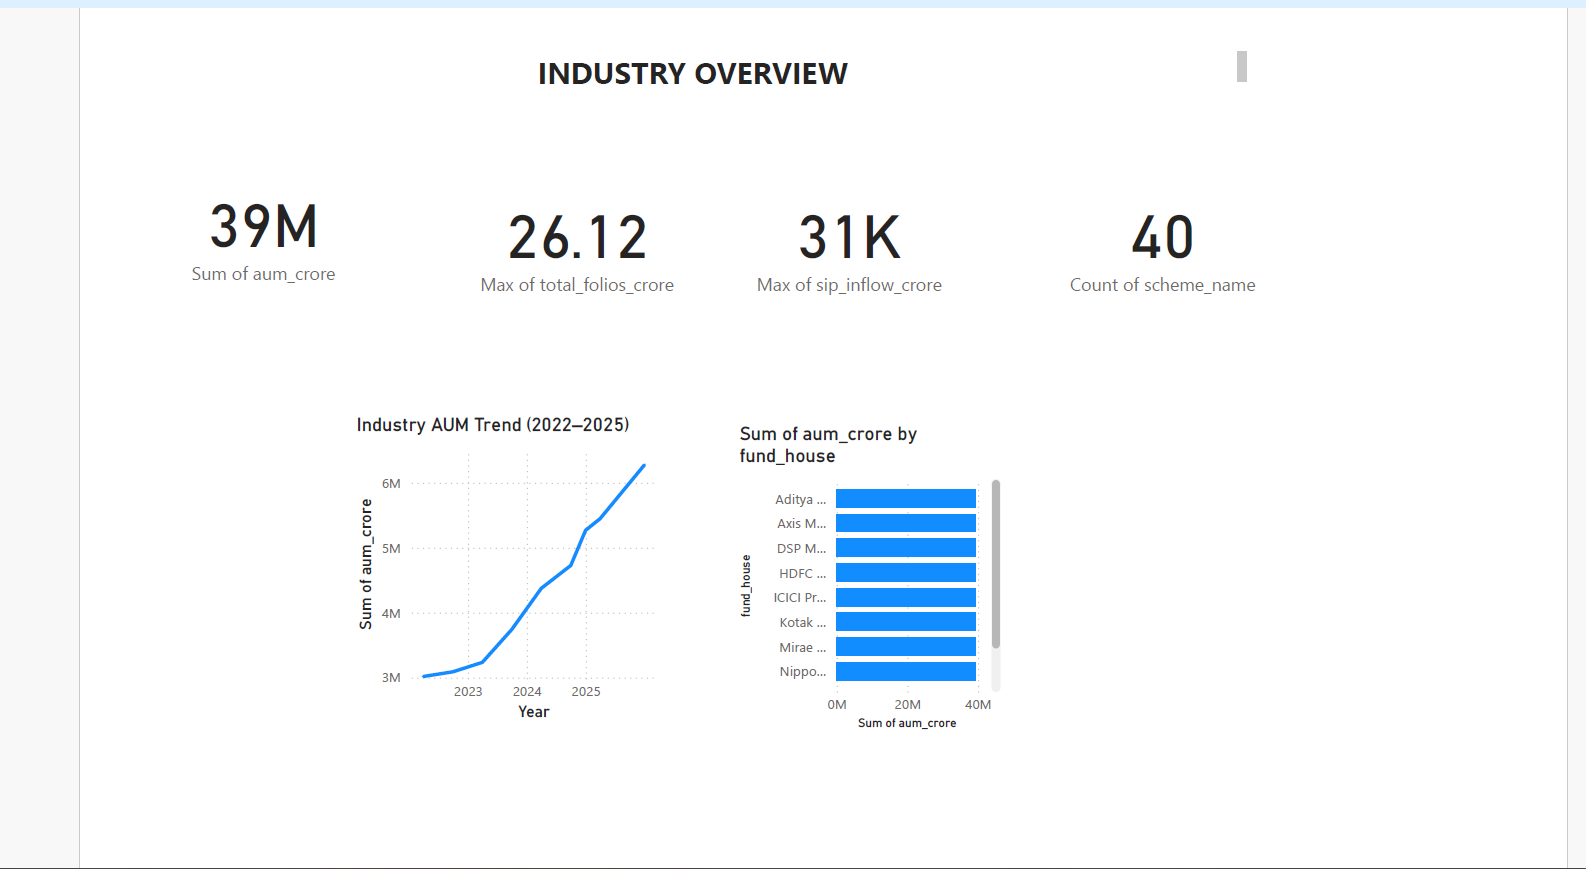 INDUSTRY OVERVIEW
39M
Sum of aum_crore
26.12
Max of total_folios_crore
31K
Max of sip_inflow_crore
40
Count of scheme_name
Industry AUM Trend (2022–2025)
Sum of aum_crore
6M
5M
4M
3M
2023 2024 2025
Year
Sum of aum_crore by
fund_house
fund_house
Aditya ...
Axis M...
DSP M...
HDFC ...
ICICI Pr...
Kotak ...
Mirae ...
Nippo...
0M 20M 40M
Sum of aum_crore